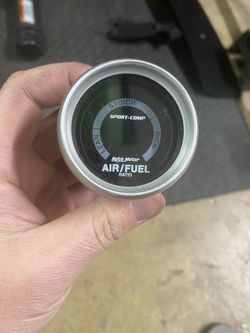 STOICH
SPORT-COMP
LEAN
RICH
Auto Meter
AIR/FUEL
RATIO